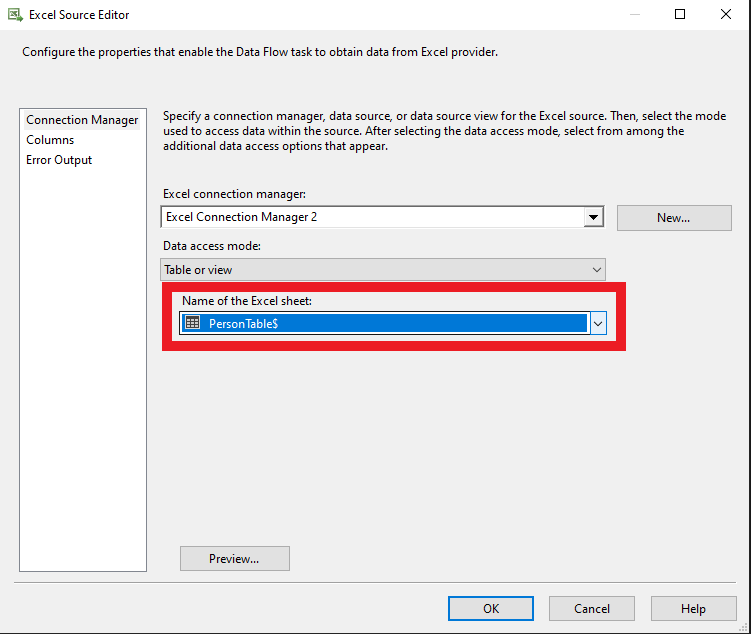 Excel Source Editor
Configure the properties that enable the Data Flow task to obtain data from Excel provider.
Connection Manager
Columns
Error Output
Specify a connection manager, data source, or data source view for the Excel source. Then, select the mode
used to access data within the source. After selecting the data access mode, select from among the
additional data access options that appear.
Excel connection manager:
Excel Connection Manager 2
New...
Data access mode:
Table or view
Name of the Excel sheet:
PersonTable$
Preview...
OK
Cancel
Help